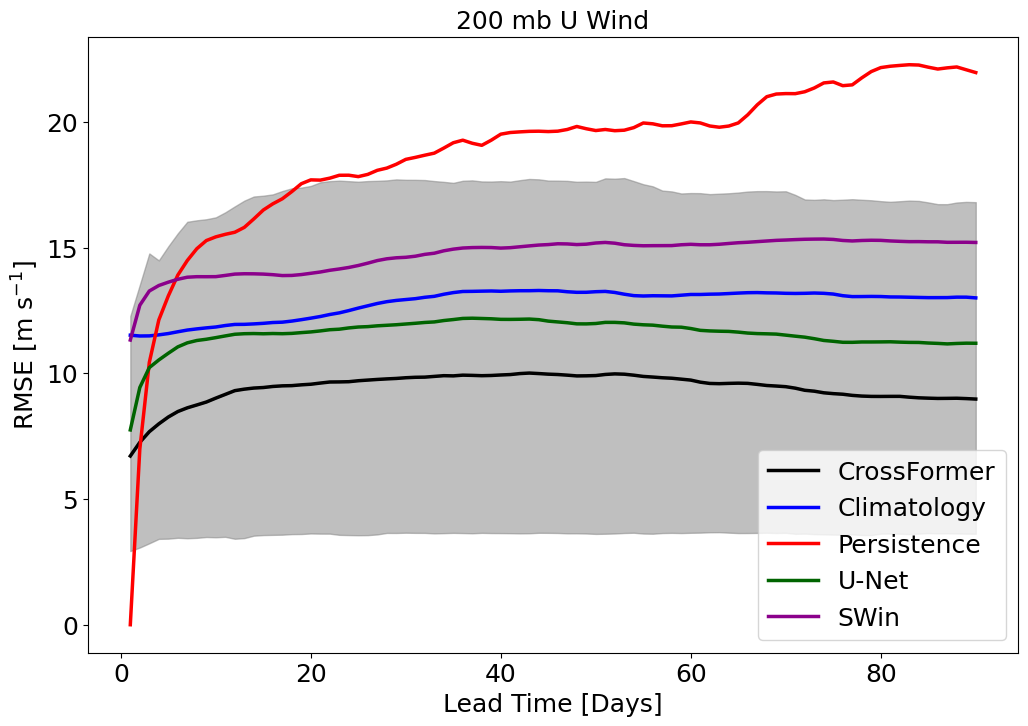 200 mb U Wind
RMSE [m s⁻¹]
20
15
10
5
0
0 20 40 60 80
Lead Time [Days]
CrossFormer
Climatology
Persistence
U-Net
SWin